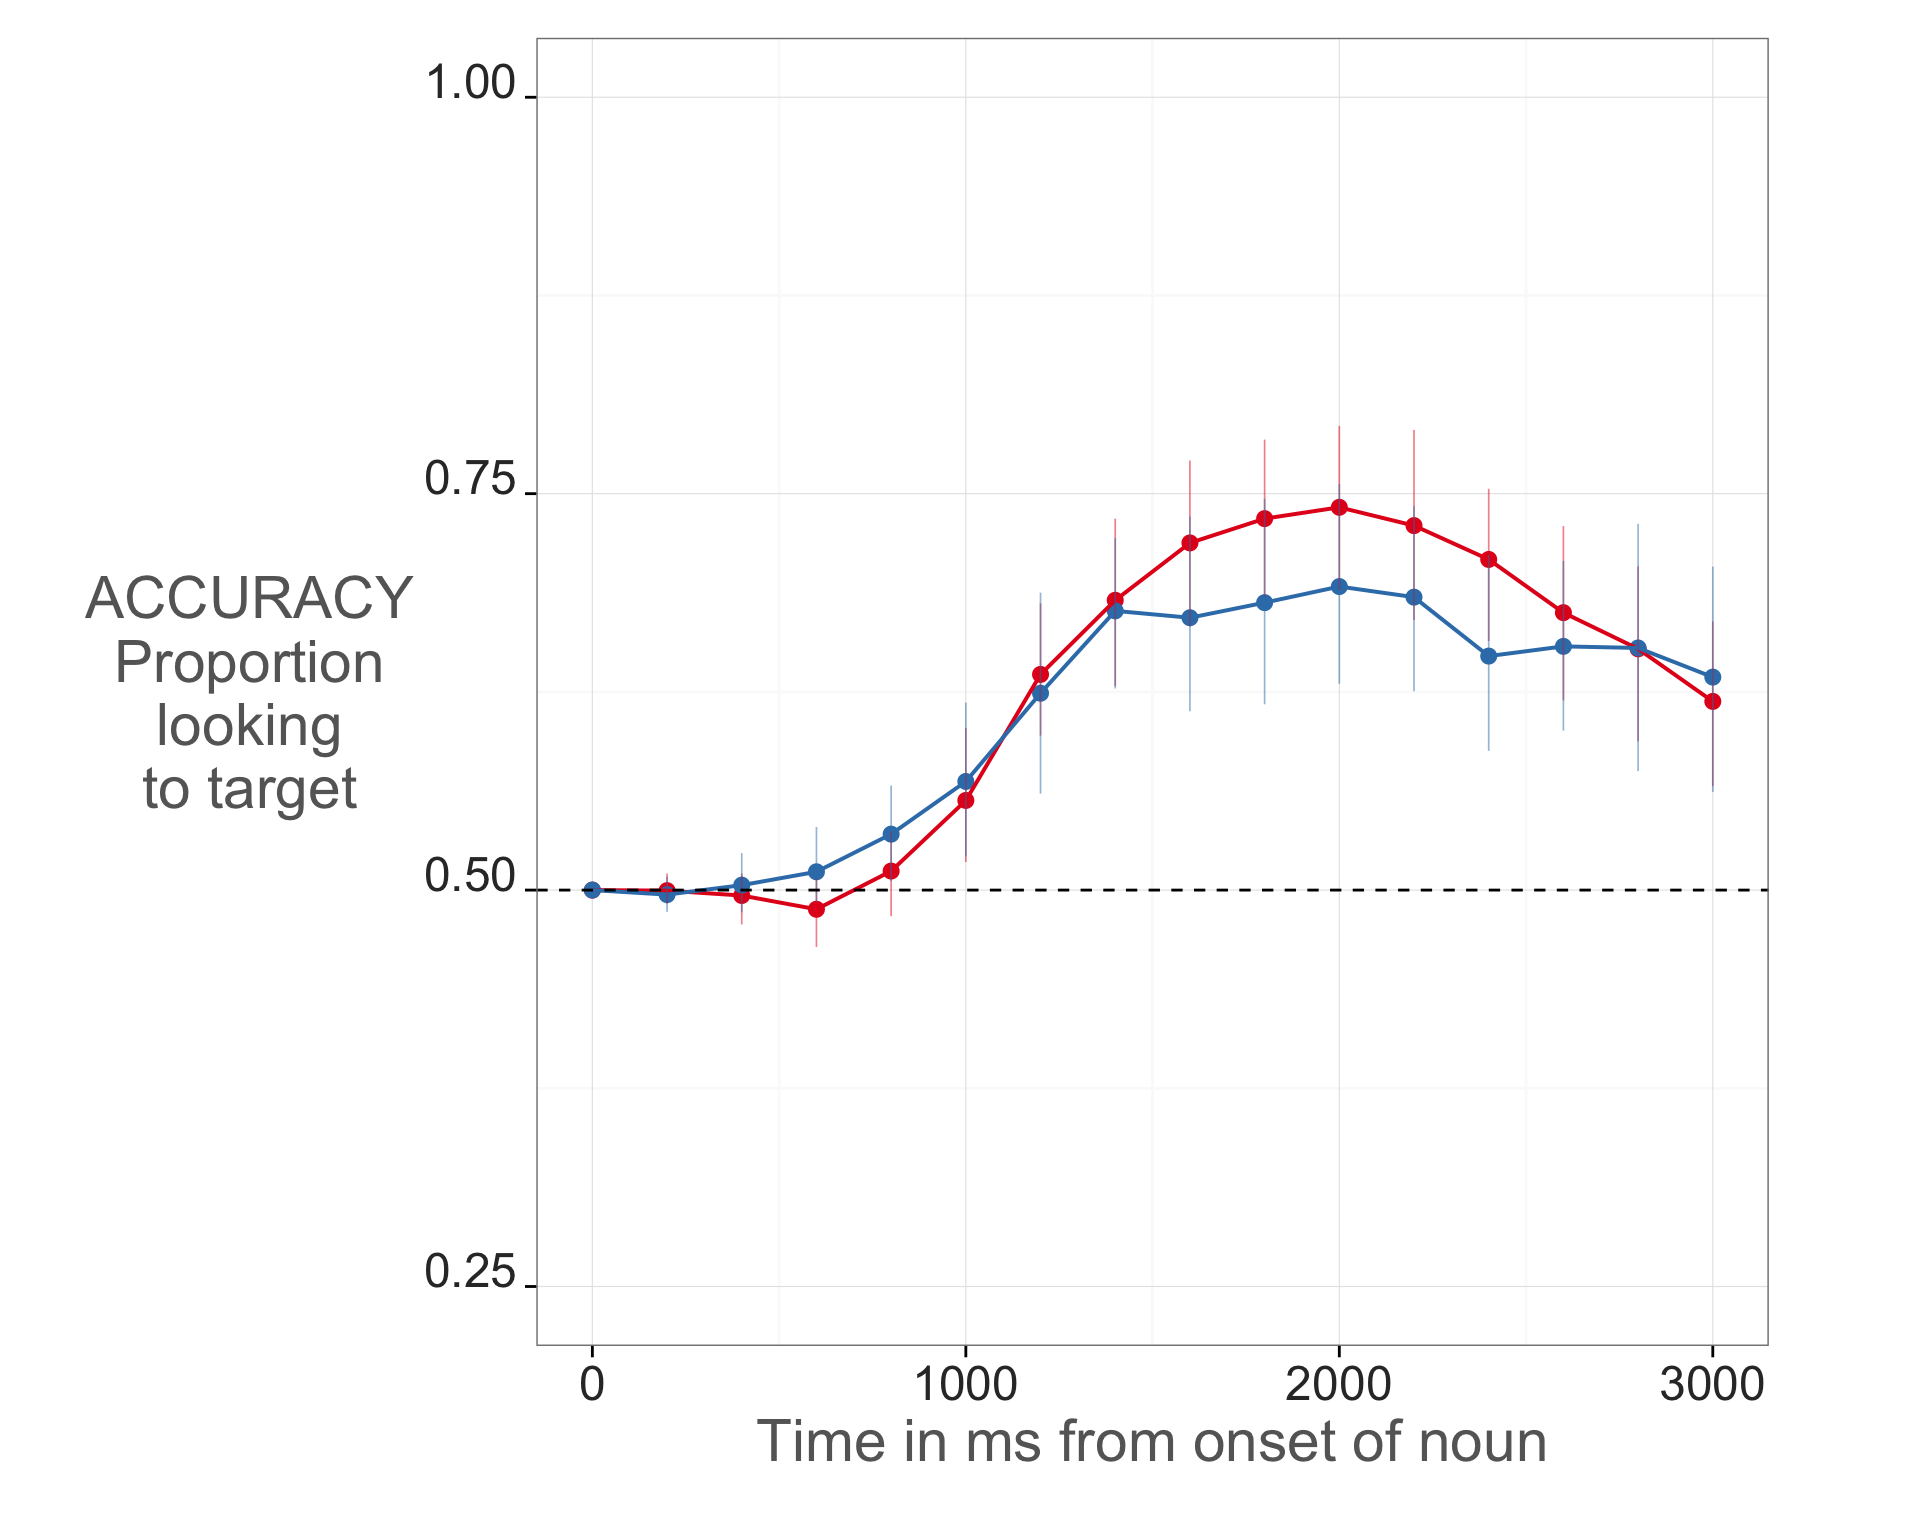 1.00
0.75
0.50
0.25
ACCURACY
Proportion
looking
to target
0 1000 2000 3000
Time in ms from onset of noun